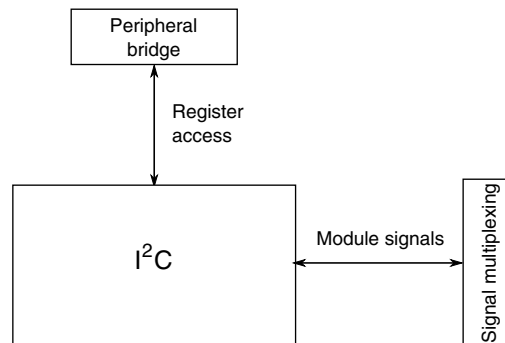 Peripheral
bridge
Register
access
I²C
Module signals
Signal multiplexing